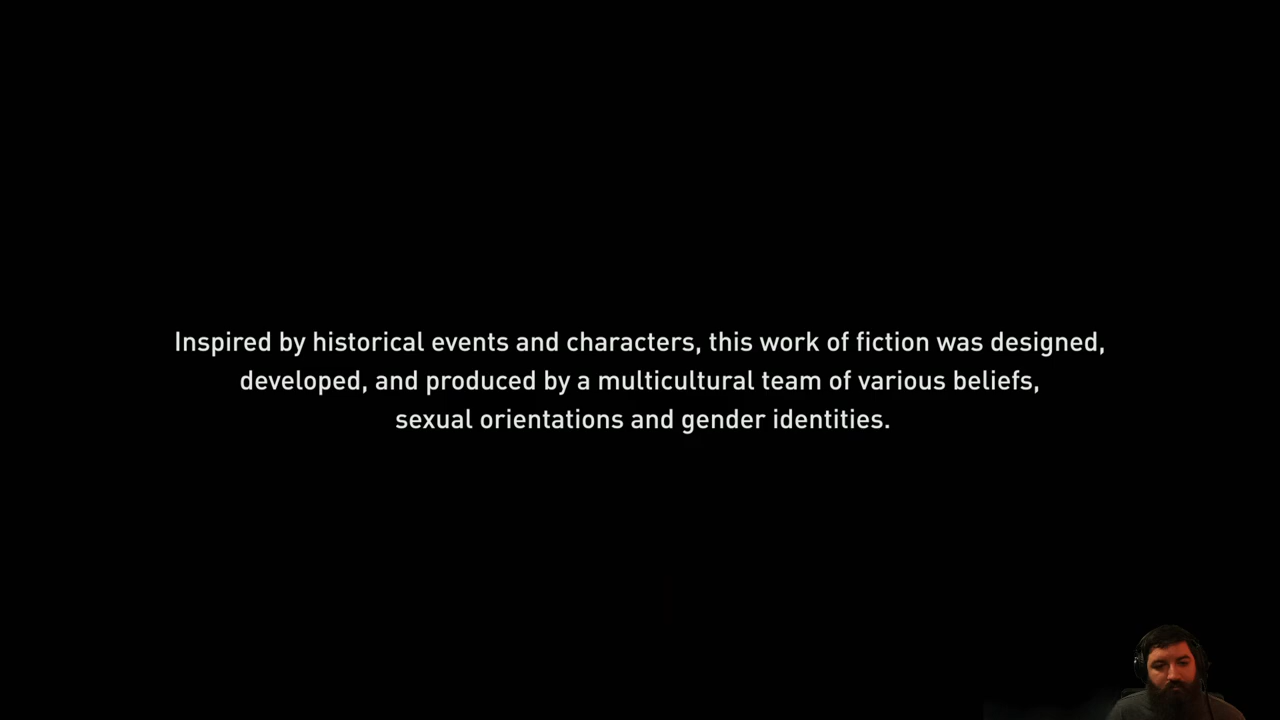 Inspired by historical events and characters, this work of fiction was designed,
developed, and produced by a multicultural team of various beliefs,
sexual orientations and gender identities.